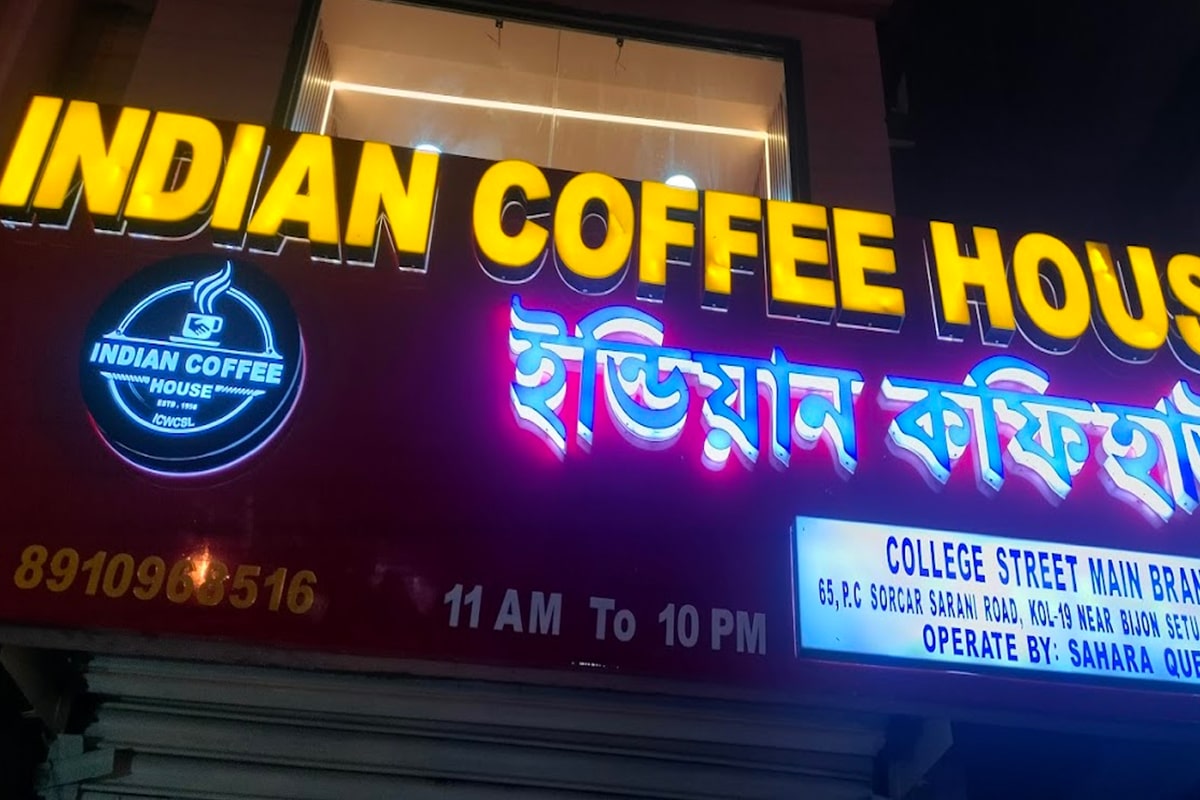 INDIAN COFFEE HOUS
ইন্ডিয়ান কফিহা
INDIAN COFFEE
HOUSE
ESTD. 1958
ICWCSL
8910968516
11 AM To 10 PM
COLLEGE STREET MAIN BRAN
65, P.C SORCAR SARANI ROAD, KOL-19 NEAR BIJON SETU
OPERATE BY: SAHARA QUE